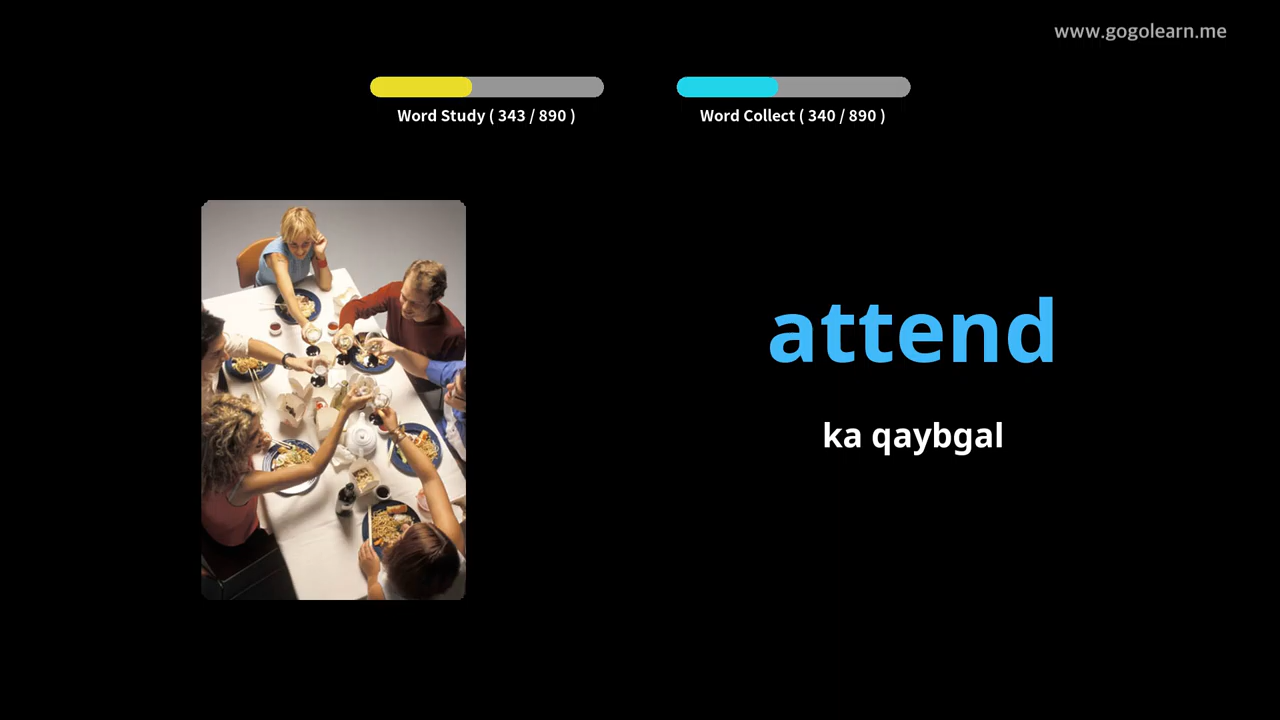 www.gogolearn.me
Word Study ( 343 / 890 )
Word Collect ( 340 / 890 )
attend
ka qaybgal